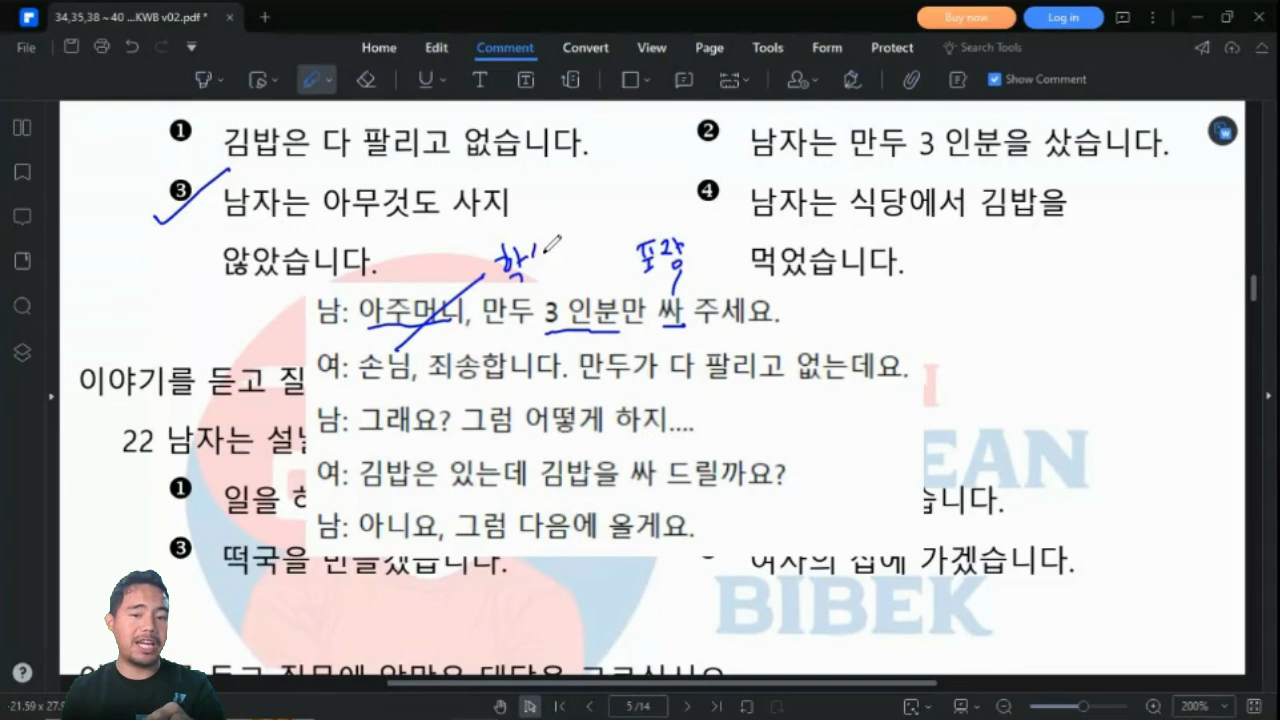 34,35,38 ~ 40 ...KWB v02.pdf *
Buy now
Log in
File
Home Edit Comment Convert View Page Tools Form Protect Search Tools
Show Comment
❶ 김밥은 다 팔리고 없습니다.
❷ 남자는 만두 3 인분을 샀습니다.
❸ 남자는 아무것도 사지
않았습니다.
❹ 남자는 식당에서 김밥을
먹었습니다.
포장
남: 아주머니, 만두 3 인분만 싸 주세요.
여: 손님, 죄송합니다. 만두가 다 팔리고 없는데요.
남: 그래요? 그럼 어떻게 하지....
여: 김밥은 있는데 김밥을 싸 드릴까요?
남: 아니요, 그럼 다음에 올게요.
이야기를 듣고
22 남자는
❶ 일을
습니다.
❸ 떡국을 만들겠습니다.
여자의 집에 가겠습니다.
EAN
BIBEK
5 /14
200%